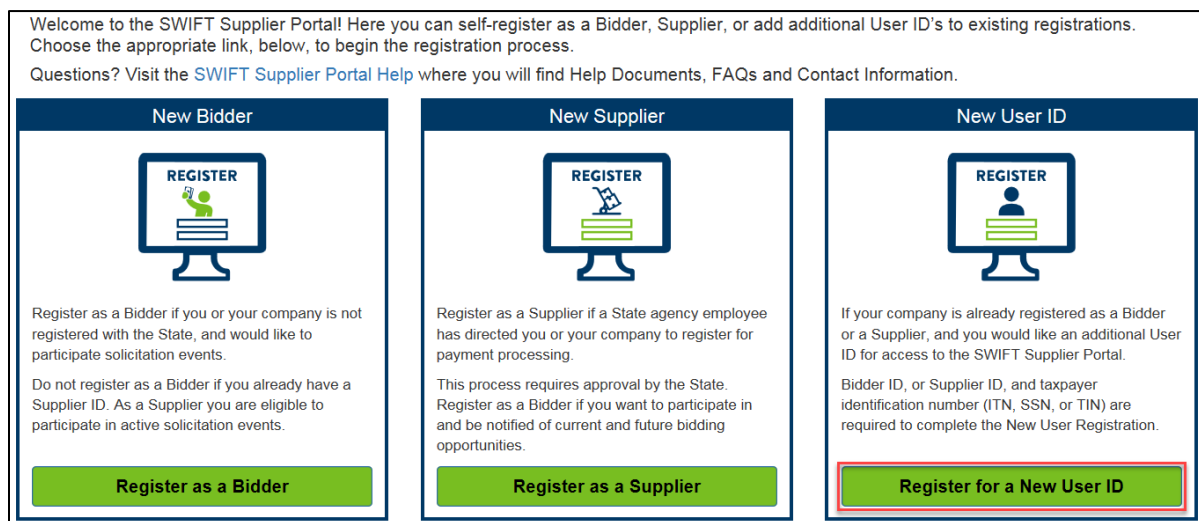 Welcome to the SWIFT Supplier Portal! Here you can self-register as a Bidder, Supplier, or add additional User ID's to existing registrations.
Choose the appropriate link, below, to begin the registration process.
Questions? Visit the SWIFT Supplier Portal Help where you will find Help Documents, FAQs and Contact Information.
New Bidder
REGISTER
Register as a Bidder if you or your company is not
registered with the State, and would like to
participate solicitation events.
Do not register as a Bidder if you already have a
Supplier ID. As a Supplier you are eligible to
participate in active solicitation events.
Register as a Bidder
New Supplier
REGISTER
Register as a Supplier if a State agency employee
has directed you or your company to register for
payment processing.
This process requires approval by the State.
Register as a Bidder if you want to participate in
and be notified of current and future bidding
opportunities.
Register as a Supplier
New User ID
REGISTER
If your company is already registered as a Bidder
or a Supplier, and you would like an additional User
ID for access to the SWIFT Supplier Portal.
Bidder ID, or Supplier ID, and taxpayer
identification number (ITN, SSN, or TIN) are
required to complete the New User Registration.
Register for a New User ID